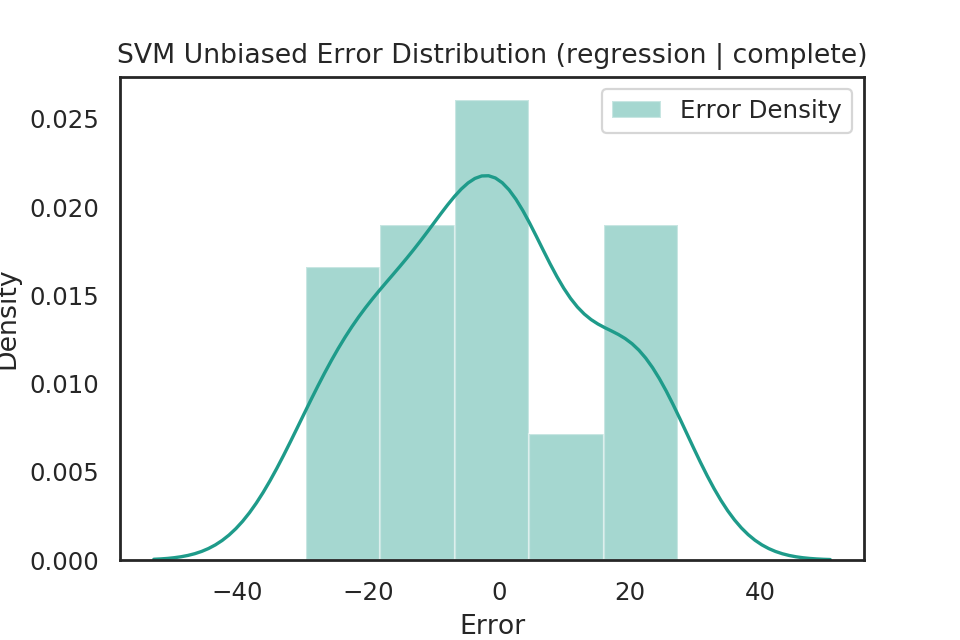 SVM Unbiased Error Distribution (regression | complete)
Error Density
0.025
0.020
0.015
0.010
0.005
0.000
Density
−40 −20 0 20 40
Error